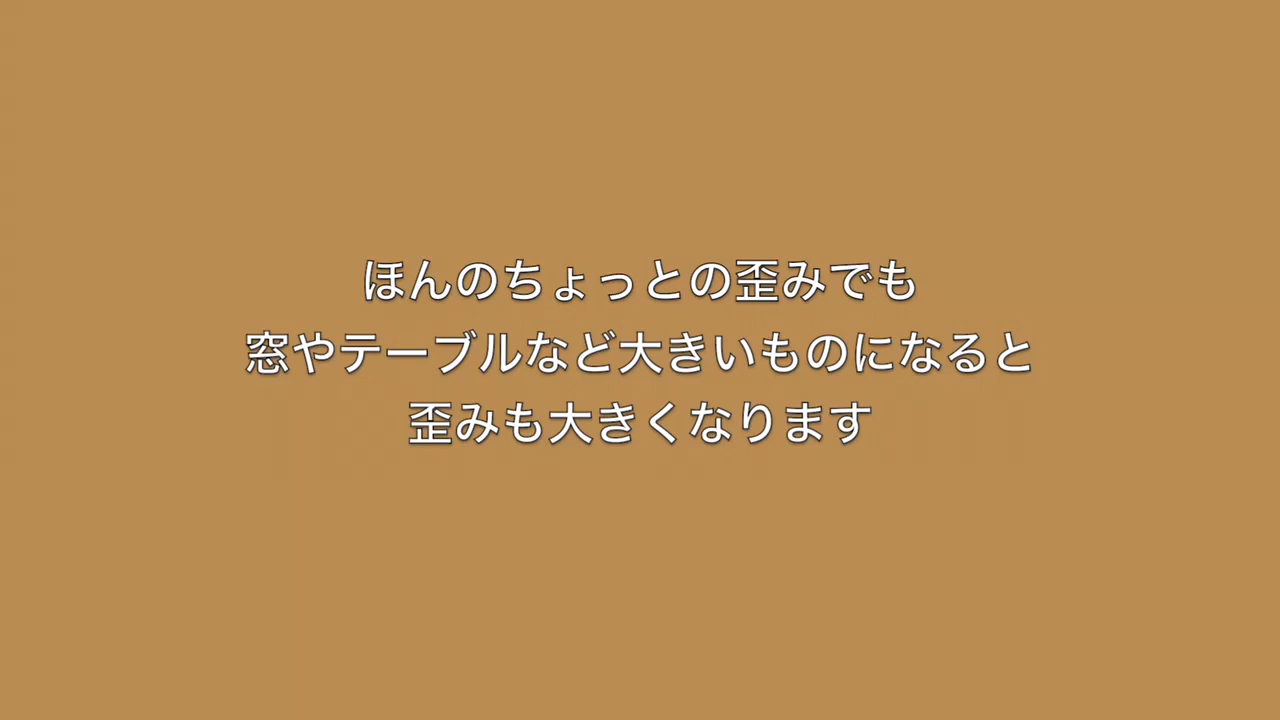 ほんのちょっとの歪みでも
窓やテーブルなど大きいものになると
歪みも大きくなります